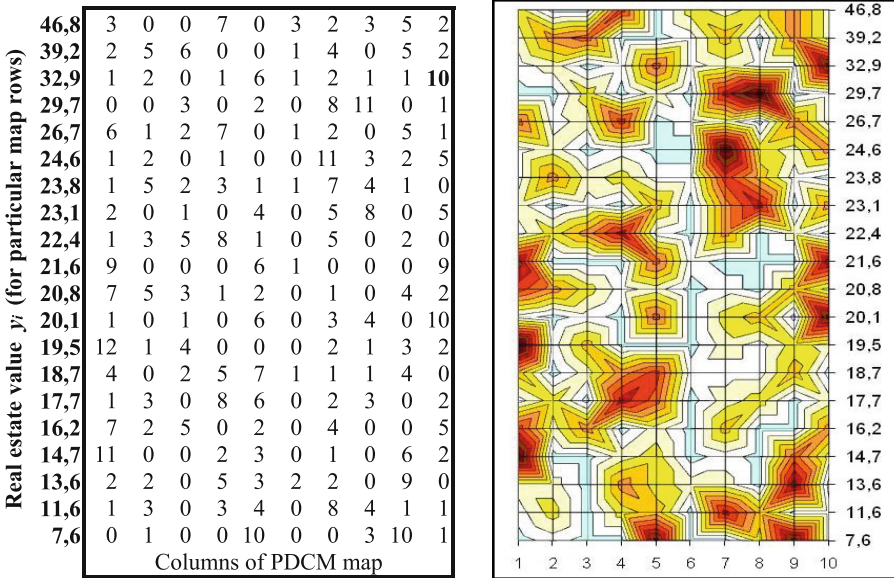 Real estate value yi (for particular map rows)
46,8 3 0 0 7 0 3 2 3 5 2
39,2 2 5 6 0 0 1 4 0 5 2
32,9 1 2 0 1 6 1 2 1 1 10
29,7 0 0 3 0 2 0 8 11 0 1
26,7 6 1 2 7 0 1 2 0 5 1
24,6 1 2 0 1 0 0 11 3 2 5
23,8 1 5 2 3 1 1 7 4 1 0
23,1 2 0 1 0 4 0 5 8 0 5
22,4 1 3 5 8 1 0 5 0 2 0
21,6 9 0 0 0 6 1 0 0 0 9
20,8 7 5 3 1 2 0 1 0 4 2
20,1 1 0 1 0 6 0 3 4 0 10
19,5 12 1 4 0 0 0 2 1 3 2
18,7 4 0 2 5 7 1 1 1 4 0
17,7 1 3 0 8 6 0 2 3 0 2
16,2 7 2 5 0 2 0 4 0 0 5
14,7 11 0 0 2 3 0 1 0 6 2
13,6 2 2 0 5 3 2 2 0 9 0
11,6 1 3 0 3 4 0 8 4 1 1
7,6 0 1 0 0 10 0 0 3 10 1
Columns of PDCM map
46,8
39,2
32,9
29,7
26,7
24,6
23,8
23,1
22,4
21,6
20,8
20,1
19,5
18,7
17,7
16,2
14,7
13,6
11,6
7,6
1 2 3 4 5 6 7 8 9 10